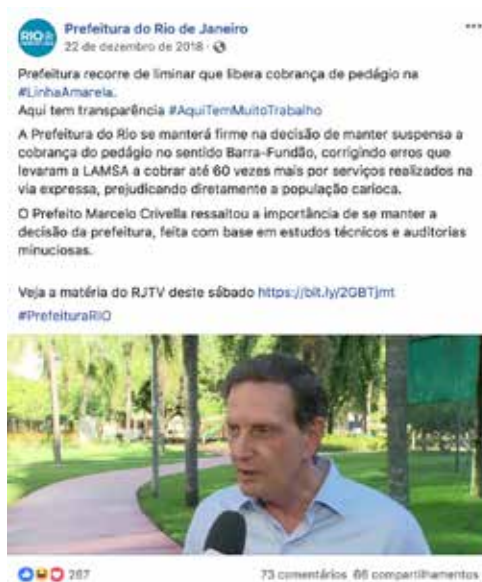 RIO
Prefeitura do Rio de Janeiro
22 de dezembro de 2018 ·
Prefeitura recorre de liminar que libera cobrança de pedágio na
#LinhaAmarela.
Aqui tem transparência #AquiTemMuitoTrabalho
A Prefeitura do Rio se manterá firme na decisão de manter suspensa a
cobrança do pedágio no sentido Barra-Fundão, corrigindo erros que
levaram a LAMSA a cobrar até 60 vezes mais por serviços realizados na
via expressa, prejudicando diretamente a população carioca.
O Prefeito Marcelo Crivella ressaltou a importância de se manter a
decisão da prefeitura, feita com base em estudos técnicos e auditorias
minuciosas.
Veja a matéria do RJTV deste sábado https://bit.ly/2GBTjmt
#PrefeituraRIO
267
73 comentários 66 compartilhamentos